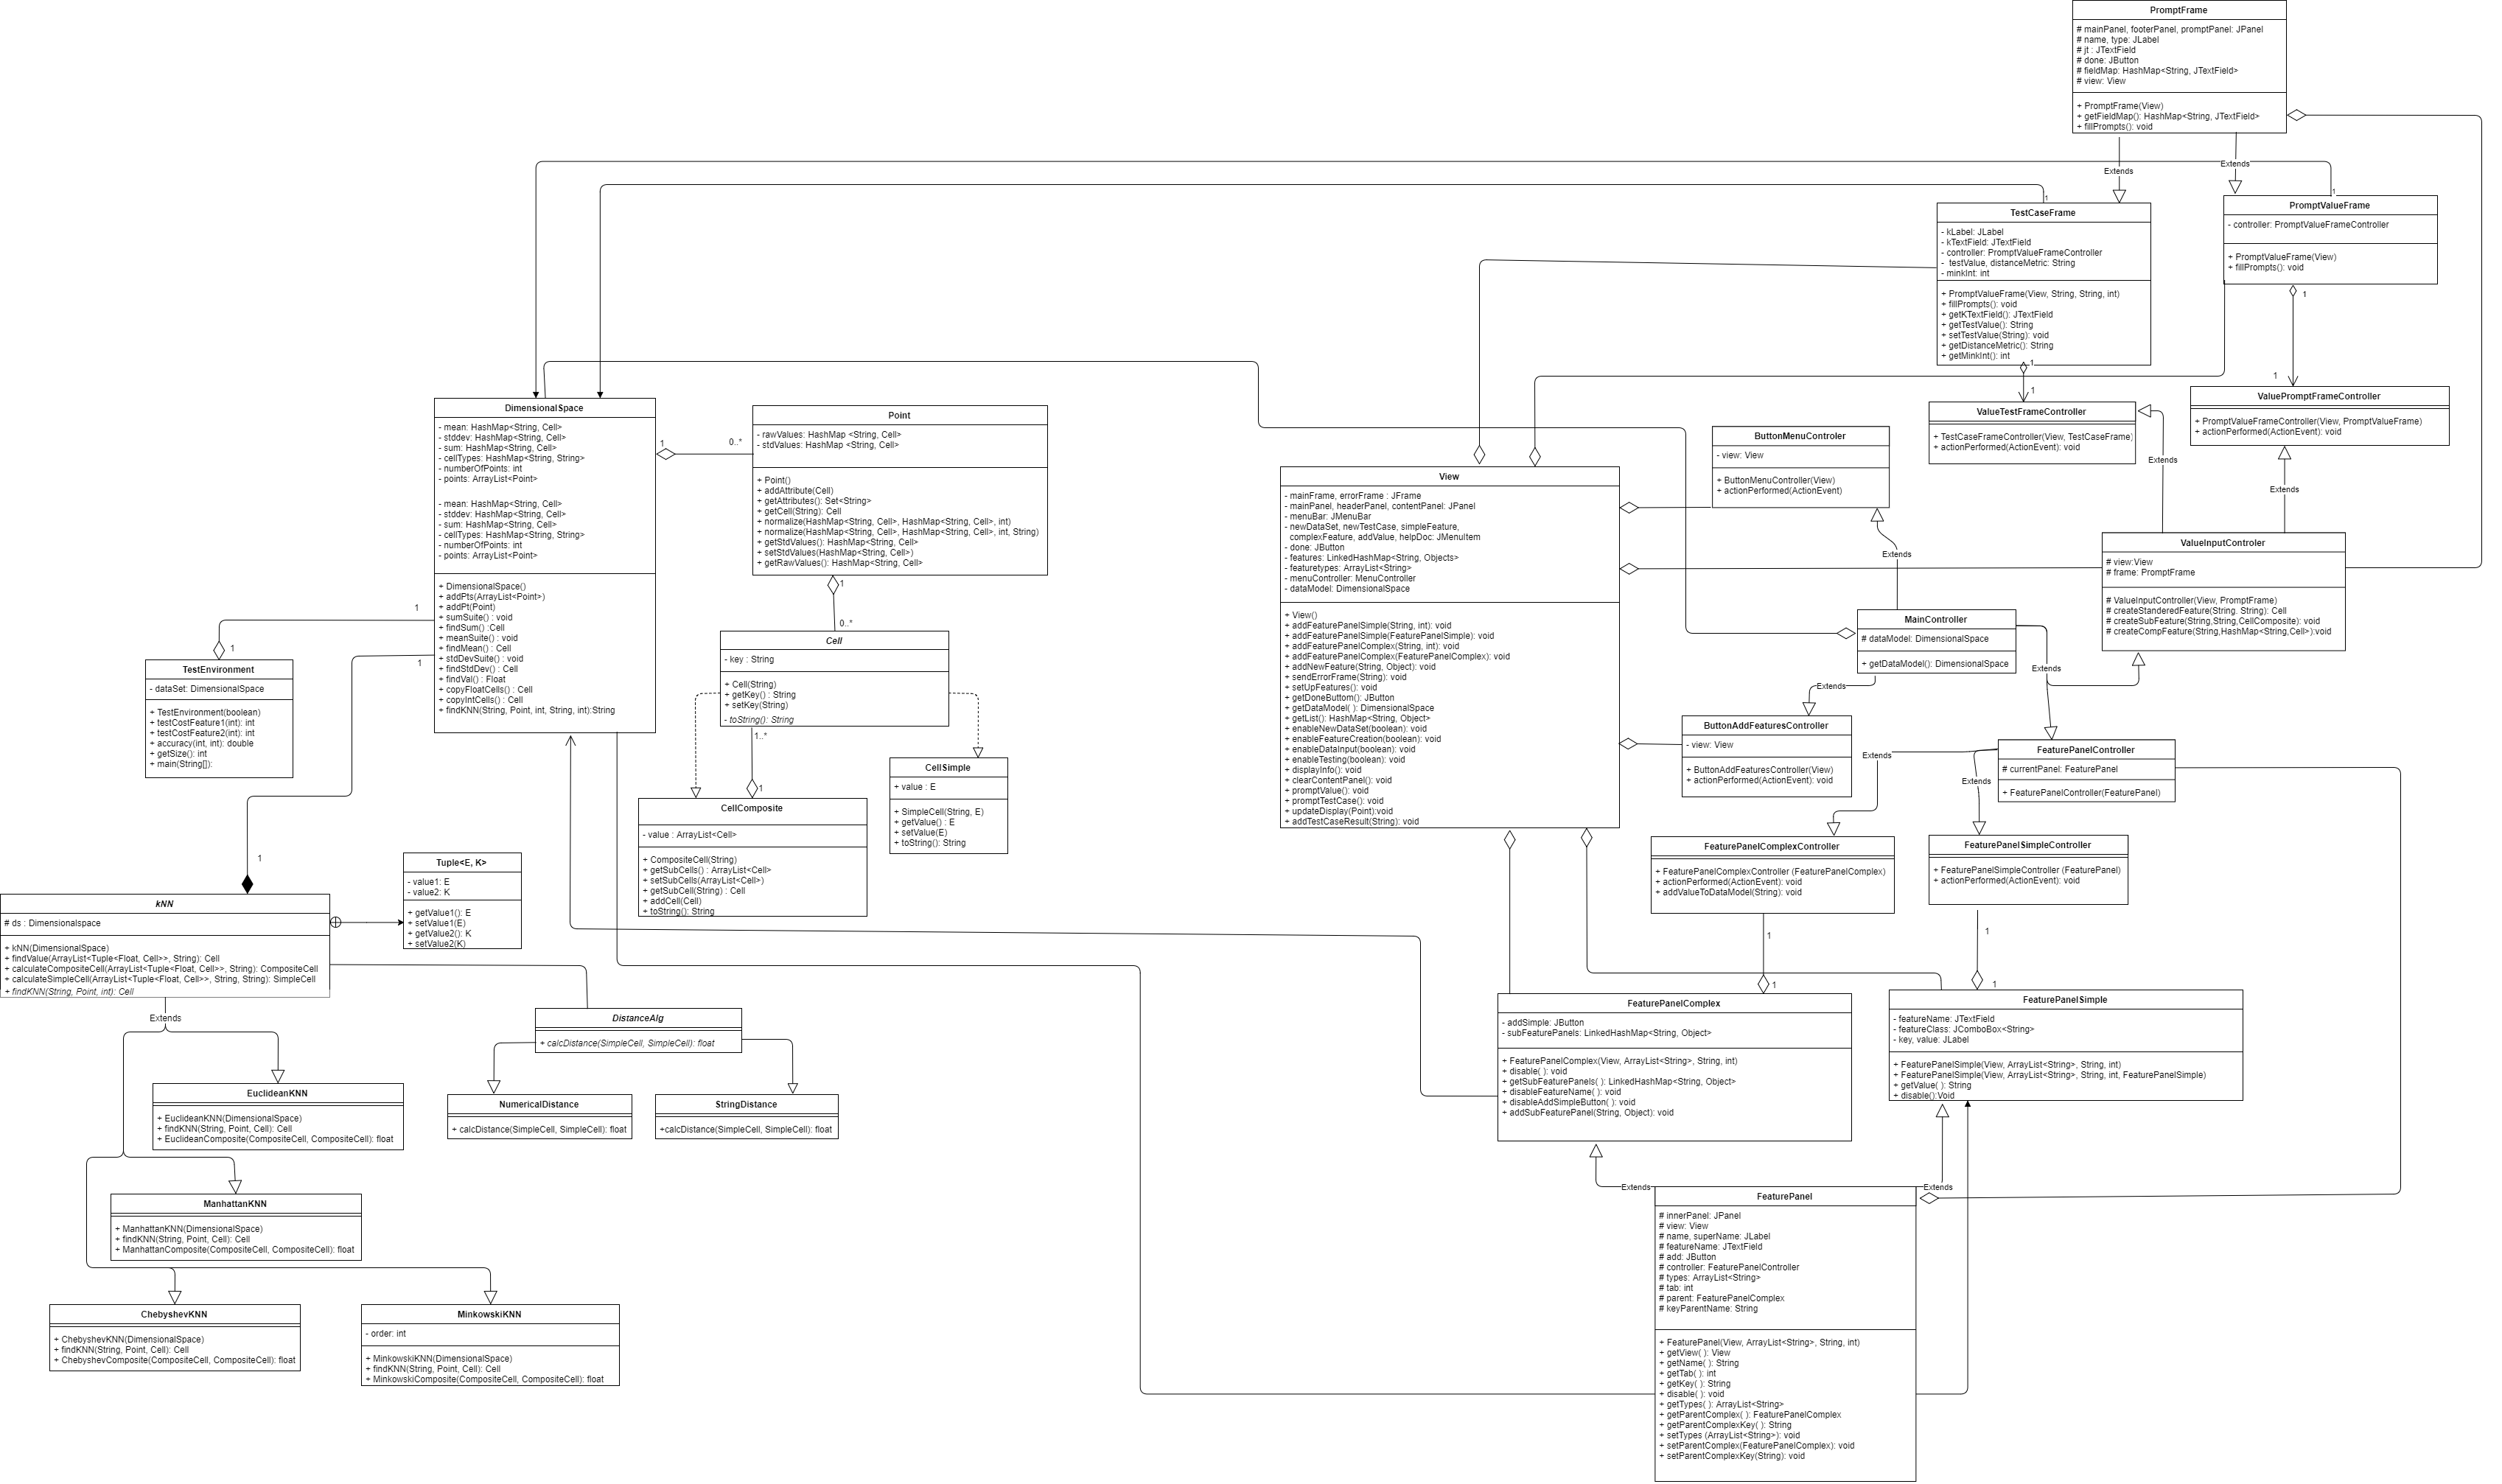 PromptFrame
# mainPanel, footerPanel, promptPanel: JPanel
# name, type: JLabel
# jt : JTextField
# done: JButton
# fieldMap: HashMap<String, JTextField>
# view: View
+ PromptFrame(View)
+ getFieldMap(): HashMap<String, JTextField>
+ fillPrompts(): void
Extends
Extends
1
1
TestCaseFrame
- kLabel: JLabel
- kTextField: JTextField
- controller: PromptValueFrameController
-  testValue, distanceMetric: String
- minkInt: int
+ PromptValueFrame(View, String, String, int)
+ fillPrompts(): void
+ getKTextField(): JTextField
+ getTestValue(): String
+ setTestValue(String): void
+ getDistanceMetric(): String
+ getMinkInt(): int
1
1
PromptValueFrame
- controller: PromptValueFrameController
+ PromptValueFrame(View)
+ fillPrompts(): void
1
1
ValueTestFrameController
+ TestCaseFrameController(View, TestCaseFrame)
+ actionPerformed(ActionEvent): void
ValuePromptFrameController
+ PromptValueFrameController(View, PromptValueFrame)
+ actionPerformed(ActionEvent): void
Extends
Extends
DimensionalSpace
- mean: HashMap<String, Cell>
- stddev: HashMap<String, Cell>
- sum: HashMap<String, Cell>
- cellTypes: HashMap<String, String>
- numberOfPoints: int
- points: ArrayList<Point>
- mean: HashMap<String, Cell>
- stddev: HashMap<String, Cell>
- sum: HashMap<String, Cell>
- cellTypes: HashMap<String, String>
- numberOfPoints: int
- points: ArrayList<Point>
+ DimensionalSpace()
+ addPts(ArrayList<Point>)
+ addPt(Point)
+ sumSuite() : void
+ findSum() :Cell
+ meanSuite() : void
+ findMean() : Cell
+ stdDevSuite() : void
+ findStdDev() : Cell
+ findVal() : Float
+ copyFloatCells() : Cell
+ copyIntCells() : Cell
+ findKNN(String, Point, int, String, int):String
1
0..*
Point
- rawValues: HashMap <String, Cell>
- stdValues: HashMap <String, Cell>
+ Point()
+ addAttribute(Cell)
+ getAttributes(): Set<String>
+ getCell(String): Cell
+ normalize(HashMap<String, Cell>, HashMap<String, Cell>, int)
+ normalize(HashMap<String, Cell>, HashMap<String, Cell>, int, String)
+ getStdValues(): HashMap<String, Cell>
+ setStdValues(HashMap<String, Cell>)
+ getRawValues(): HashMap<String, Cell>
1
0..*
Cell
- key : String
+ Cell(String)
+ getKey() : String
+ setKey(String)
- toString(): String
1..*
1
CellSimple
+ value : E
+ SimpleCell(String, E)
+ getValue() : E
+ setValue(E)
+ toString(): String
CellComposite
- value : ArrayList<Cell>
+ CompositeCell(String)
+ getSubCells() : ArrayList<Cell>
+ setSubCells(ArrayList<Cell>)
+ getSubCell(String) : Cell
+ addCell(Cell)
+ toString(): String
1
1
TestEnvironment
- dataSet: DimensionalSpace
+ TestEnvironment(boolean)
+ testCostFeature1(int): int
+ testCostFeature2(int): int
+ accuracy(int, int): double
+ getSize(): int
+ main(String[]):
1
1
Tuple<E, K>
- value1: E
- value2: K
+ getValue1(): E
+ setValue1(E)
+ getValue2(): K
+ setValue2(K)
kNN
# ds : Dimensionalspace
+ kNN(DimensionalSpace)
+ findValue(ArrayList<Tuple<Float, Cell>>, String): Cell
+ calculateCompositeCell(ArrayList<Tuple<Float, Cell>>, String): CompositeCell
+ calculateSimpleCell(ArrayList<Tuple<Float, Cell>>, String, String): SimpleCell
+ findKNN(String, Point, int): Cell
Extends
DistanceAlg
+ calcDistance(SimpleCell, SimpleCell): float
NumericalDistance
+ calcDistance(SimpleCell, SimpleCell): float
StringDistance
+calcDistance(SimpleCell, SimpleCell): float
EuclideanKNN
+ EuclideanKNN(DimensionalSpace)
+ findKNN(String, Point, Cell): Cell
+ EuclideanComposite(CompositeCell, CompositeCell): float
ManhattanKNN
+ ManhattanKNN(DimensionalSpace)
+ findKNN(String, Point, Cell): Cell
+ ManhattanComposite(CompositeCell, CompositeCell): float
ChebyshevKNN
+ ChebyshevKNN(DimensionalSpace)
+ findKNN(String, Point, Cell): Cell
+ ChebyshevComposite(CompositeCell, CompositeCell): float
MinkowskiKNN
- order: int
+ MinkowskiKNN(DimensionalSpace)
+ findKNN(String, Point, Cell): Cell
+ MinkowskiComposite(CompositeCell, CompositeCell): float
View
- mainFrame, errorFrame : JFrame
- mainPanel, headerPanel, contentPanel: JPanel
- menuBar: JMenuBar
- newDataSet, newTestCase, simpleFeature,
complexFeature, addValue, helpDoc: JMenuItem
- done: JButton
- features: LinkedHashMap<String, Objects>
- featuretypes: ArrayList<String>
- menuController: MenuController
- dataModel: DimensionalSpace
+ View()
+ addFeaturePanelSimple(String, int): void
+ addFeaturePanelSimple(FeaturePanelSimple): void
+ addFeaturePanelComplex(String, int): void
+ addFeaturePanelComplex(FeaturePanelComplex): void
+ addNewFeature(String, Object): void
+ sendErrorFrame(String): void
+ setUpFeatures(): void
+ getDoneButtom(): JButton
+ getDataModel( ): DimensionalSpace
+ getList(): HashMap<String, Object>
+ enableNewDataSet(boolean): void
+ enableFeatureCreation(boolean): void
+ enableDataInput(boolean): void
+ enableTesting(boolean): void
+ displayInfo(): void
+ clearContentPanel(): void
+ promptValue(): void
+ promptTestCase(): void
+ updateDisplay(Point):void
+ addTestCaseResult(String): void
ButtonMenuControler
- view: View
+ ButtonMenuController(View)
+ actionPerformed(ActionEvent)
Extends
MainController
# dataModel: DimensionalSpace
+ getDataModel(): DimensionalSpace
Extends
Extends
ValueInputControler
# view:View
# frame: PromptFrame
# ValueInputController(View, PromptFrame)
# createStanderedFeature(String. String): Cell
# createSubFeature(String,String,CellComposite): void
# createCompFeature(String,HashMap<String,Cell>):void
ButtonAddFeaturesController
- view: View
+ ButtonAddFeaturesController(View)
+ actionPerformed(ActionEvent): void
FeaturePanelController
# currentPanel: FeaturePanel
+ FeaturePanelController(FeaturePanel)
Extends
Extends
FeaturePanelComplexController
+ FeaturePanelComplexController (FeaturePanelComplex)
+ actionPerformed(ActionEvent): void
+ addValueToDataModel(String): void
FeaturePanelSimpleController
+ FeaturePanelSimpleController (FeaturePanel)
+ actionPerformed(ActionEvent): void
1
1
1
1
FeaturePanelComplex
- addSimple: JButton
- subFeaturePanels: LinkedHashMap<String, Object>
+ FeaturePanelComplex(View, ArrayList<String>, String, int)
+ disable( ): void
+ getSubFeaturePanels( ): LinkedHashMap<String, Object>
+ disableFeatureName( ): void
+ disableAddSimpleButton( ): void
+ addSubFeaturePanel(String, Object): void
FeaturePanelSimple
- featureName: JTextField
- featureClass: JComboBox<String>
- key, value: JLabel
+ FeaturePanelSimple(View, ArrayList<String>, String, int)
+ FeaturePanelSimple(View, ArrayList<String>, String, int, FeaturePanelSimple)
+ getValue( ): String
+ disable():Void
Extends
Extends
FeaturePanel
# innerPanel: JPanel
# view: View
# name, superName: JLabel
# featureName: JTextField
# add: JButton
# controller: FeaturePanelController
# types: ArrayList<String>
# tab: int
# parent: FeaturePanelComplex
# keyParentName: String
+ FeaturePanel(View, ArrayList<String>, String, int)
+ getView( ): View
+ getName( ): String
+ getTab( ): int
+ getKey( ): String
+ disable( ): void
+ getTypes( ): ArrayList<String>
+ getParentComplex( ): FeaturePanelComplex
+ getParentComplexKey( ): String
+ setTypes (ArrayList<String>): void
+ setParentComplex(FeaturePanelComplex): void
+ setParentComplexKey(String): void